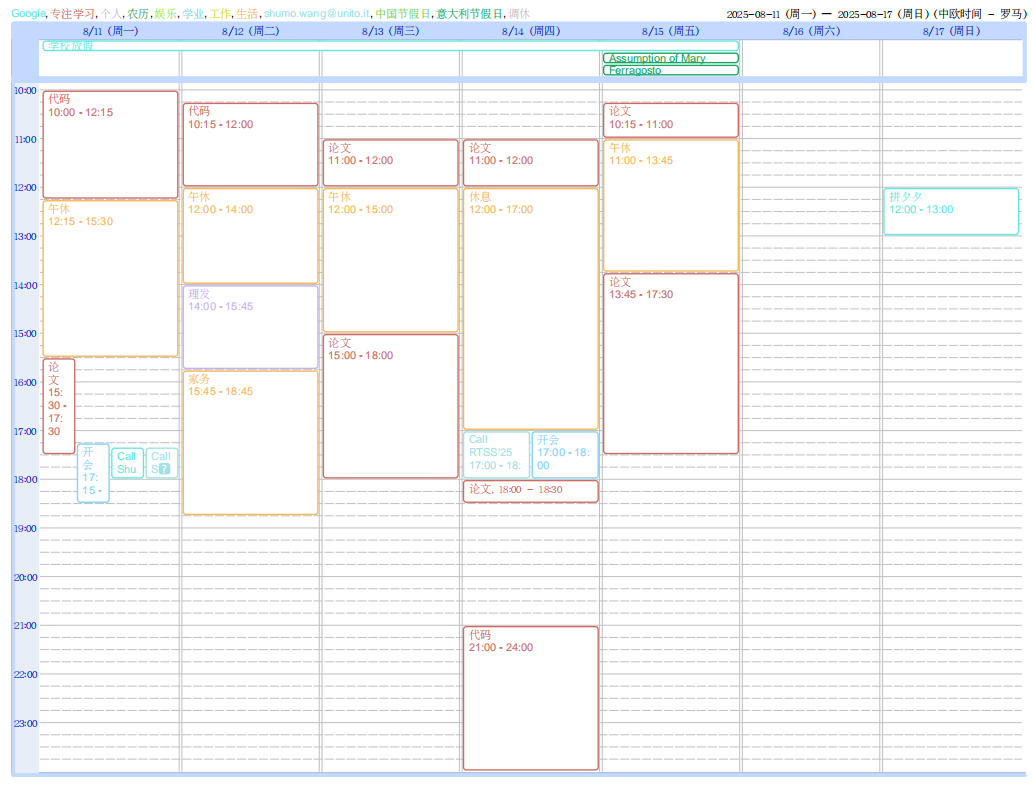 Google, 专注学习, 个人, 农历, 娱乐, 学业, 工作, 生活, shumo.wang@unito.it, 中国节假日, 意大利节假日, 调休
2025-08-11 (周一) — 2025-08-17 (周日) (中欧时间 - 罗马)
8/11 (周一)
8/12 (周二)
8/13 (周三)
8/14 (周四)
8/15 (周五)
8/16 (周六)
8/17 (周日)
学校放假
Assumption of Mary
Ferragosto
10:00
11:00
12:00
13:00
14:00
15:00
16:00
17:00
18:00
19:00
20:00
21:00
22:00
23:00
代码
10:00 - 12:15
午休
12:15 - 15:30
论
文
15:
30 -
17:
30
开
会
17:
15 -
Call
Shu
Call
S?
代码
10:15 - 12:00
午休
12:00 - 14:00
理发
14:00 - 15:45
家务
15:45 - 18:45
论文
11:00 - 12:00
午休
12:00 - 15:00
论文
15:00 - 18:00
论文
11:00 - 12:00
休息
12:00 - 17:00
Call
RTSS'25
17:00 - 18:
开会
17:00 - 18:
00
论文, 18:00 - 18:30
代码
21:00 - 24:00
论文
10:15 - 11:00
午休
11:00 - 13:45
论文
13:45 - 17:30
拼夕夕
12:00 - 13:00